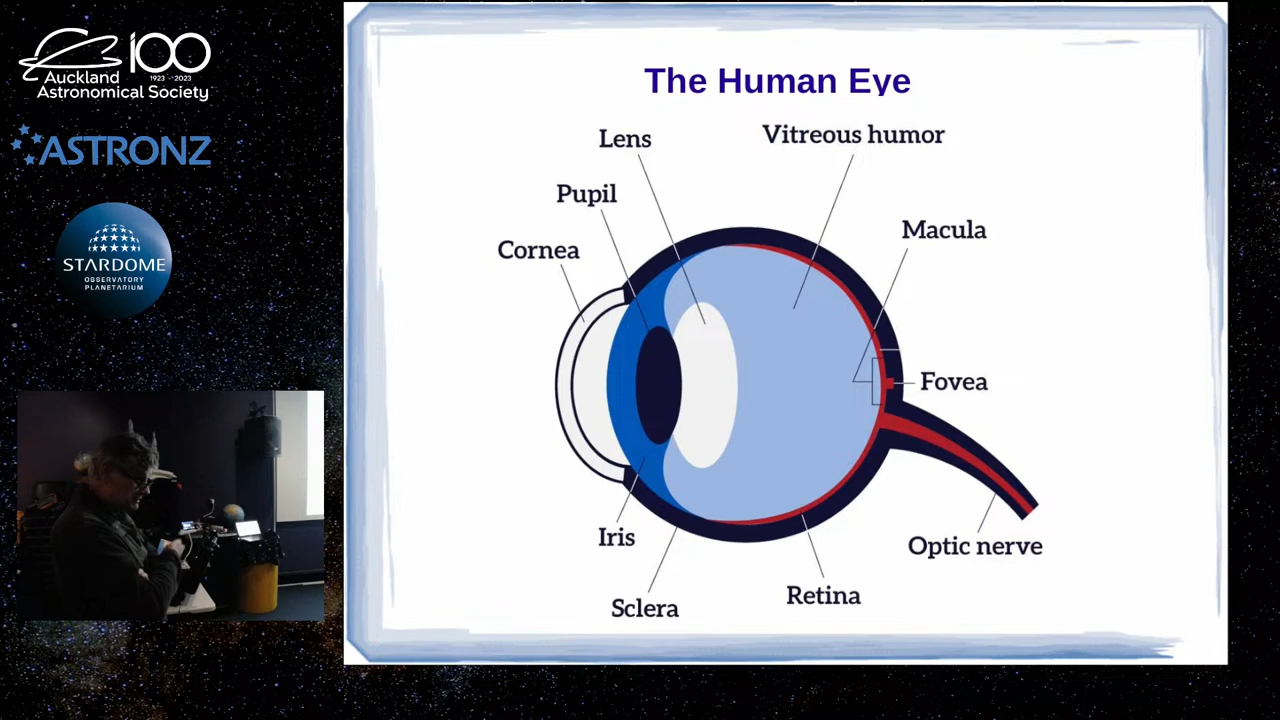 100
1923 - 2023
Auckland
Astronomical Society
ASTRONZ
STARDOME
OBSERVATORY
PLANETARIUM
The Human Eye
Lens
Vitreous humor
Pupil
Macula
Cornea
Fovea
Iris
Optic nerve
Sclera
Retina